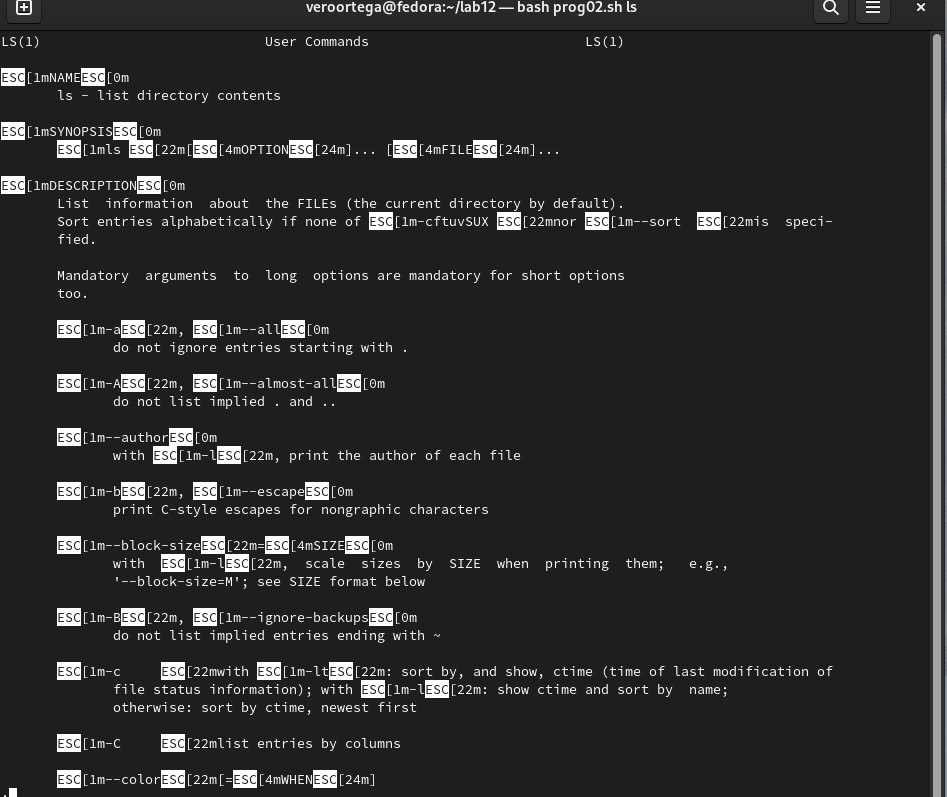 veroortega@fedora:~/lab12 — bash prog02.sh ls
LS(1) User Commands LS(1)
ESC[1mNAMEESC[0m
ls - list directory contents
ESC[1mSYNOPSISESC[0m
ESC[1mls ESC[22m[ESC[4mOPTIONESC[24m]... [ESC[4mFILEESC[24m]...
ESC[1mDESCRIPTIONESC[0m
List information about the FILEs (the current directory by default).
Sort entries alphabetically if none of ESC[1m-cftuvSUX ESC[22mnor ESC[1m--sort ESC[22mis speci-
fied.
Mandatory arguments to long options are mandatory for short options
too.
ESC[1m-aESC[22m, ESC[1m--allESC[0m
do not ignore entries starting with .
ESC[1m-AESC[22m, ESC[1m--almost-allESC[0m
do not list implied . and ..
ESC[1m--authorESC[0m
with ESC[1m-lESC[22m, print the author of each file
ESC[1m-bESC[22m, ESC[1m--escapeESC[0m
print C-style escapes for nongraphic characters
ESC[1m--block-sizeESC[22m=ESC[4mSIZEESC[0m
with ESC[1m-lESC[22m, scale sizes by SIZE when printing them; e.g.,
'--block-size=M'; see SIZE format below
ESC[1m-BESC[22m, ESC[1m--ignore-backupsESC[0m
do not list implied entries ending with ~
ESC[1m-c ESC[22mwith ESC[1m-ltESC[22m: sort by, and show, ctime (time of last modification of
file status information); with ESC[1m-lESC[22m: show ctime and sort by name;
otherwise: sort by ctime, newest first
ESC[1m-C ESC[22mlist entries by columns
ESC[1m--colorESC[22m[=ESC[4mWHENESC[24m]
: